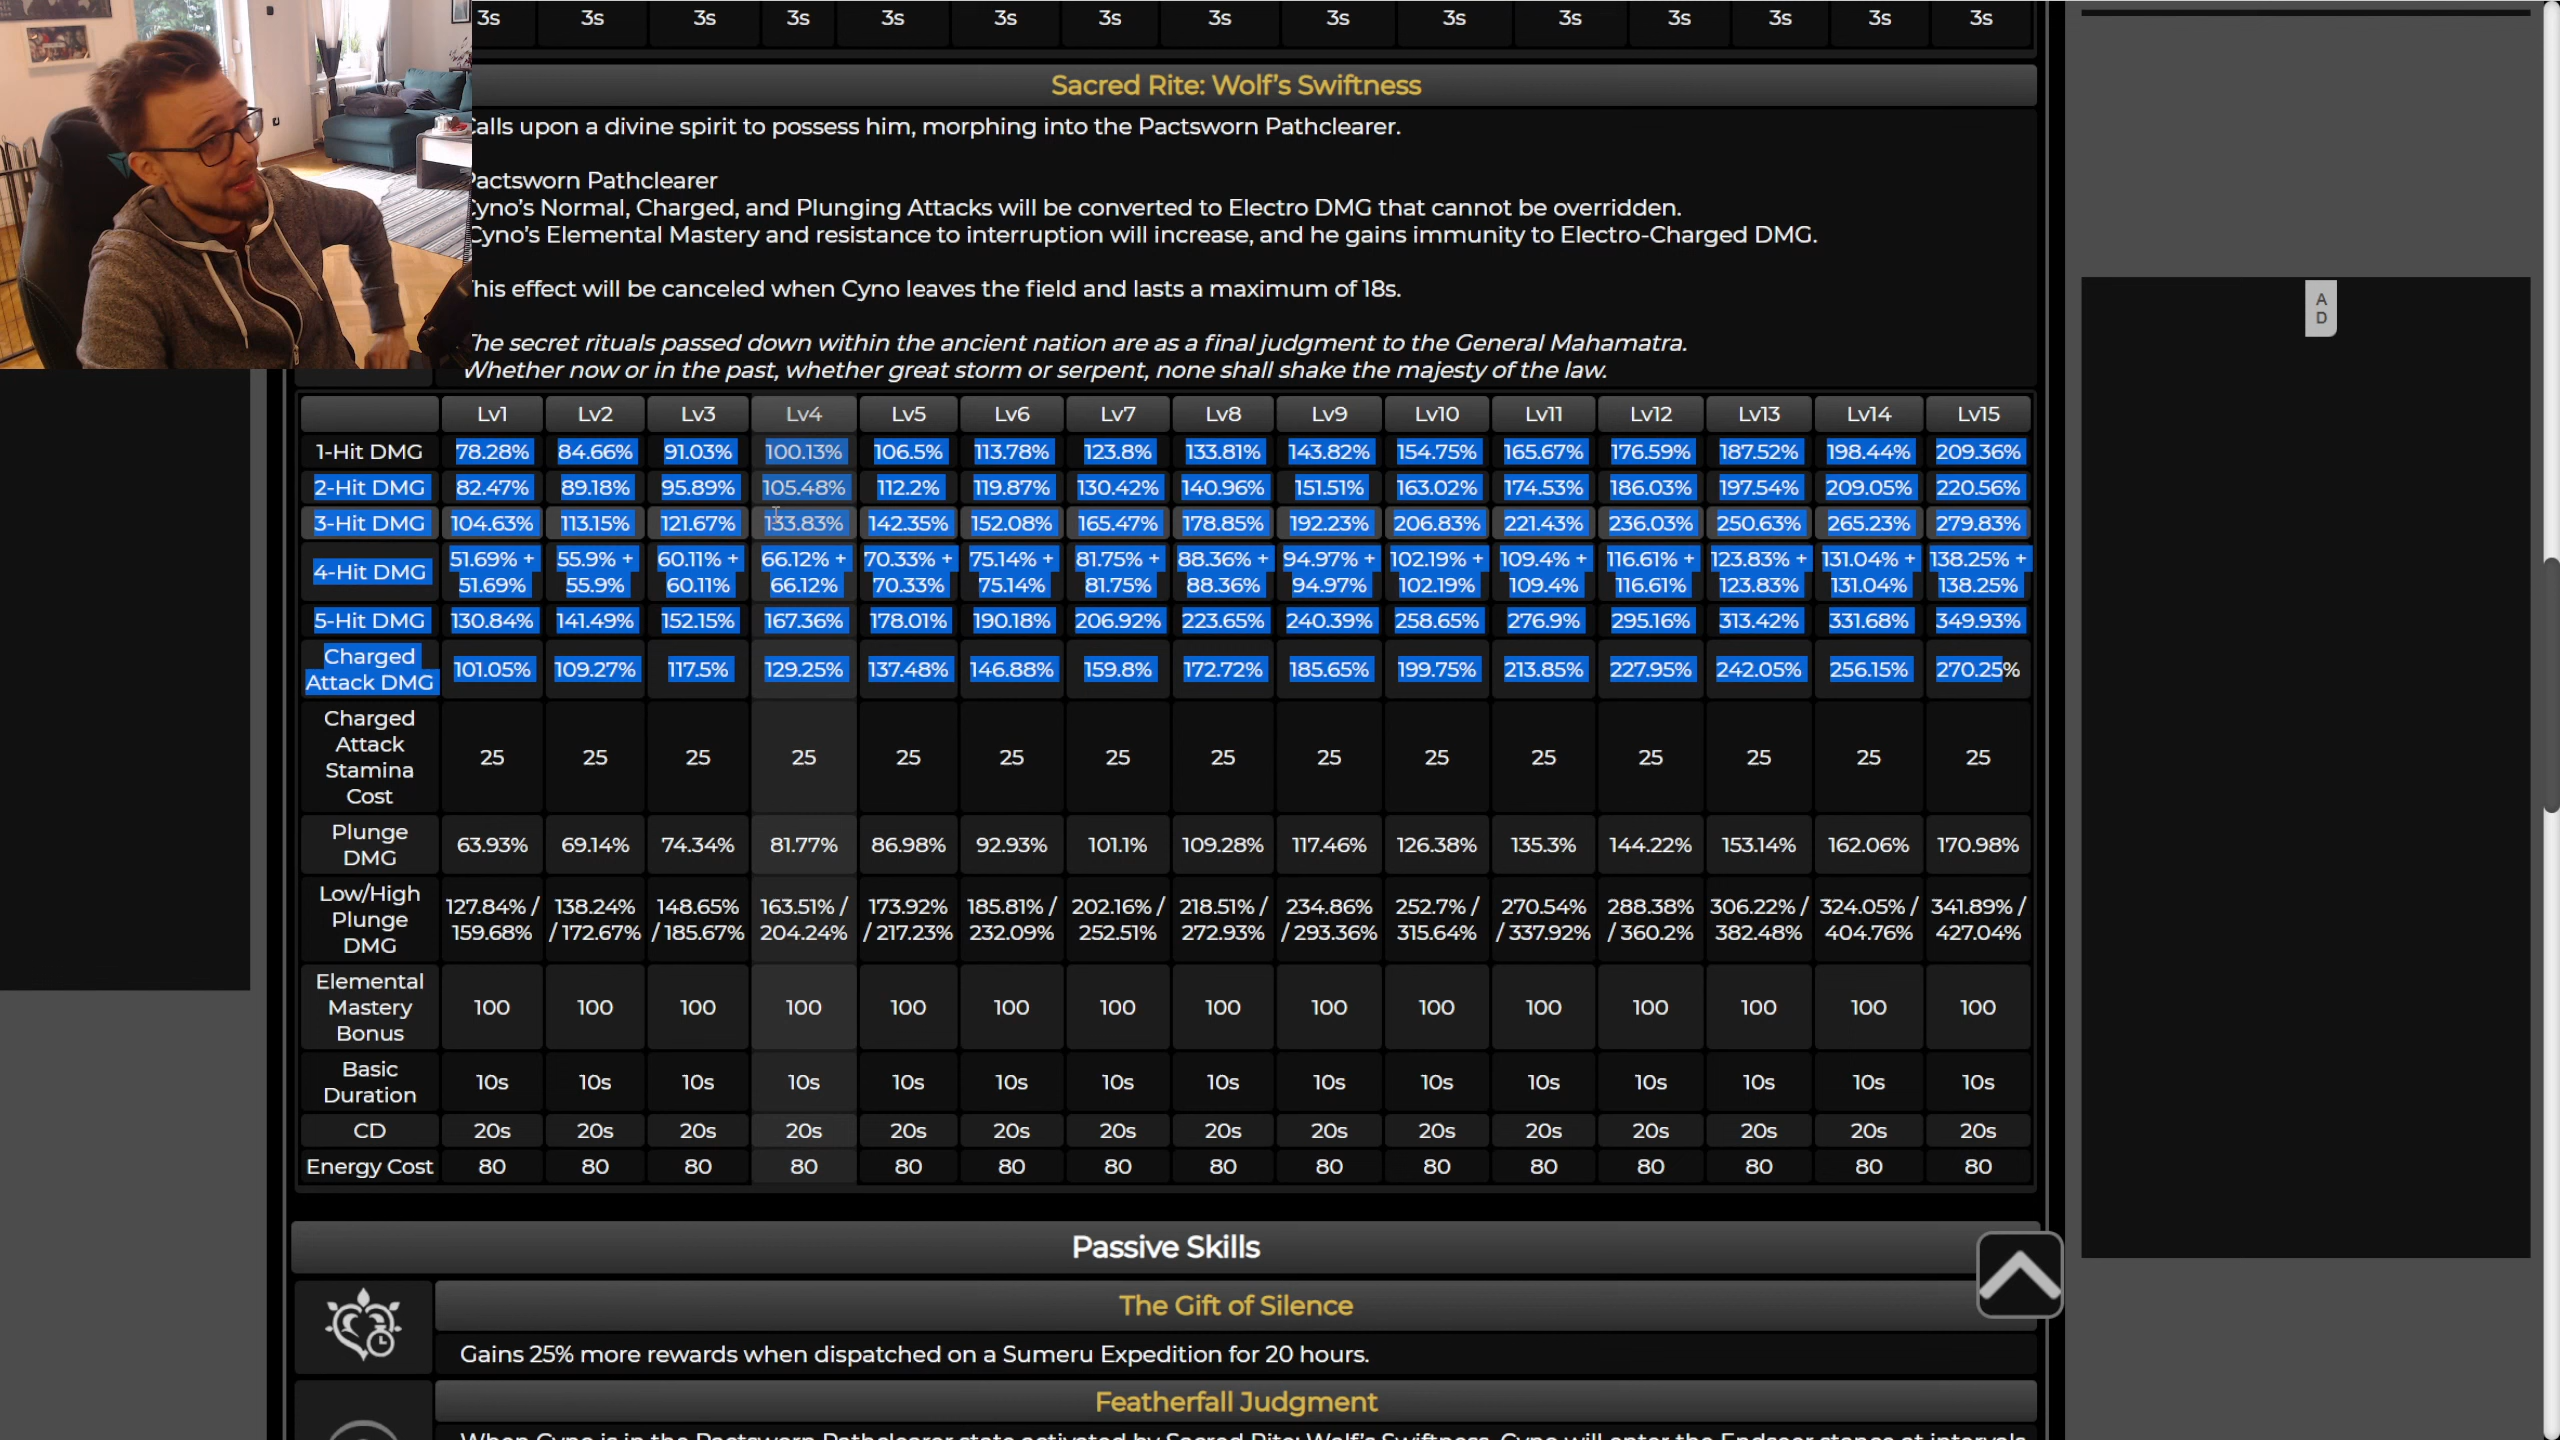 3s 3s 3s 3s 3s 3s 3s 3s 3s 3s 3s 3s 3s 3s 3s
Sacred Rite: Wolf's Swiftness
alls upon a divine spirit to possess him, morphing into the Pactsworn Pathclearer.
Pactsworn Pathclearer
Cyno's Normal, Charged, and Plunging Attacks will be converted to Electro DMG that cannot be overridden.
Cyno's Elemental Mastery and resistance to interruption will increase, and he gains immunity to Electro-Charged DMG.
This effect will be canceled when Cyno leaves the field and lasts a maximum of 18s.
The secret rituals passed down within the ancient nation are as a final judgment to the General Mahamatra.
Whether now or in the past, whether great storm or serpent, none shall shake the majesty of the law.
Lv1 Lv2 Lv3 Lv4 Lv5 Lv6 Lv7 Lv8 Lv9 Lv10 Lv11 Lv12 Lv13 Lv14 Lv15
1-Hit DMG 78.28% 84.66% 91.03% 100.13% 106.5% 113.78% 123.8% 133.81% 143.82% 154.75% 165.67% 176.59% 187.52% 198.44% 209.36%
2-Hit DMG 82.47% 89.18% 95.89% 105.48% 112.2% 119.87% 130.42% 140.96% 151.51% 163.02% 174.53% 186.03% 197.54% 209.05% 220.56%
3-Hit DMG 104.63% 113.15% 121.67% 133.83% 142.35% 152.08% 165.47% 178.85% 192.23% 206.83% 221.43% 236.03% 250.63% 265.23% 279.83%
4-Hit DMG 51.69% + 55.9% + 60.11% + 66.12% + 70.33% + 75.14% + 81.75% + 88.36% + 94.97% + 102.19% + 109.4% + 116.61% + 123.83% + 131.04% + 138.25% +
51.69% 55.9% 60.11% 66.12% 70.33% 75.14% 81.75% 88.36% 94.97% 102.19% 109.4% 116.61% 123.83% 131.04% 138.25%
5-Hit DMG 130.84% 141.49% 152.15% 167.36% 178.01% 190.18% 206.92% 223.65% 240.39% 258.65% 276.9% 295.16% 313.42% 331.68% 349.93%
Charged
Attack DMG 101.05% 109.27% 117.5% 129.25% 137.48% 146.88% 159.8% 172.72% 185.65% 199.75% 213.85% 227.95% 242.05% 256.15% 270.25%
Charged
Attack
Stamina
Cost 25 25 25 25 25 25 25 25 25 25 25 25 25 25 25
Plunge
DMG 63.93% 69.14% 74.34% 81.77% 86.98% 92.93% 101.1% 109.28% 117.46% 126.38% 135.3% 144.22% 153.14% 162.06% 170.98%
Low/High
Plunge
DMG 127.84% / 138.24% 148.65% 163.51% / 173.92% 185.81% / 202.16% / 218.51% / 234.86% 252.7% / 270.54% 288.38% 306.22% / 324.05% / 341.89% /
159.68% / 172.67% / 185.67% 204.24% / 217.23% 232.09% 252.51% 272.93% / 293.36% 315.64% / 337.92% / 360.2% 382.48% 404.76% 427.04%
Elemental
Mastery
Bonus 100 100 100 100 100 100 100 100 100 100 100 100 100 100 100
Basic
Duration 10s 10s 10s 10s 10s 10s 10s 10s 10s 10s 10s 10s 10s 10s 10s
CD 20s 20s 20s 20s 20s 20s 20s 20s 20s 20s 20s 20s 20s 20s 20s
Energy Cost 80 80 80 80 80 80 80 80 80 80 80 80 80 80 80
Passive Skills
The Gift of Silence
Gains 25% more rewards when dispatched on a Sumeru Expedition for 20 hours.
Featherfall Judgment
When Cyno is in the Pactsworn Pathclearer state activated by Sacred Rite: Wolf's Swiftness, Cyno will enter the Endseer stance at intervals
A
D